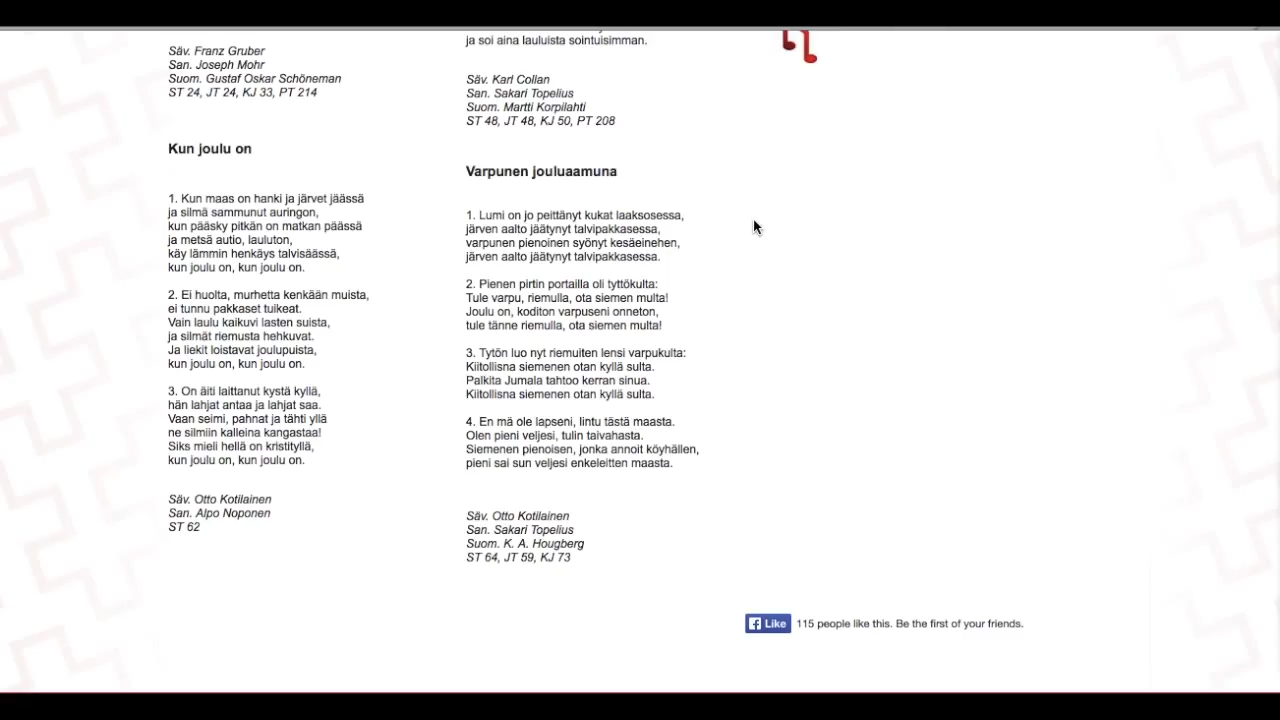 Säv. Franz Gruber
San. Joseph Mohr
Suom. Gustaf Oskar Schöneman
ST 24, JT 24, KJ 33, PT 214
Kun joulu on
1. Kun maas on hanki ja järvet jäässä
ja silmä sammunut auringon,
kun pääsky pitkän on matkan päässä
ja metsä autio, lauluton,
käy lämmin henkäys talvisäässä,
kun joulu on, kun joulu on.
2. Ei huolta, murhetta kenkään muista,
ei tunnu pakkaset tuikeat.
Vain laulu kaikuvi lasten suista,
ja silmät riemusta hehkuvat.
Ja liekit loistavat joulupuista,
kun joulu on, kun joulu on.
3. On äiti laittanut kystä kyllä,
hän lahjat antaa ja lahjat saa.
Vaan seimi, pahnat ja tähti yllä
ne silmiin kalleina kangastaa!
Siks mieli hellä on kristityllä,
kun joulu on, kun joulu on.
Säv. Otto Kotilainen
San. Alpo Noponen
ST 62
ja soi aina lauluista sointuisimman.
Säv. Karl Collan
San. Sakari Topelius
Suom. Martti Korpilahti
ST 48, JT 48, KJ 50, PT 208
Varpunen jouluaamuna
1. Lumi on jo peittänyt kukat laaksosessa,
järven aalto jäätynyt talvipakkasessa,
varpunen pienoinen syönyt kesäeinehen,
järven aalto jäätynyt talvipakkasessa.
2. Pienen pirtin portailla oli tyttökulta:
Tule varpu, riemulla, ota siemen multa!
Joulu on, koditon varpuseni onneton,
tule tänne riemulla, ota siemen multa!
3. Tytön luo nyt riemuiten lensi varpukulta:
Kiitollisna siemenen otan kyllä sulta.
Palkita Jumala tahtoo kerran sinua.
Kiitollisna siemenen otan kyllä sulta.
4. En mä ole lapseni, lintu tästä maasta.
Olen pieni veljesi, tulin taivahasta.
Siemenen pienoisen, jonka annoit köyhällen,
pieni sai sun veljesi enkeleitten maasta.
Säv. Otto Kotilainen
San. Sakari Topelius
Suom. K. A. Hougberg
ST 64, JT 59, KJ 73
Like 115 people like this. Be the first of your friends.